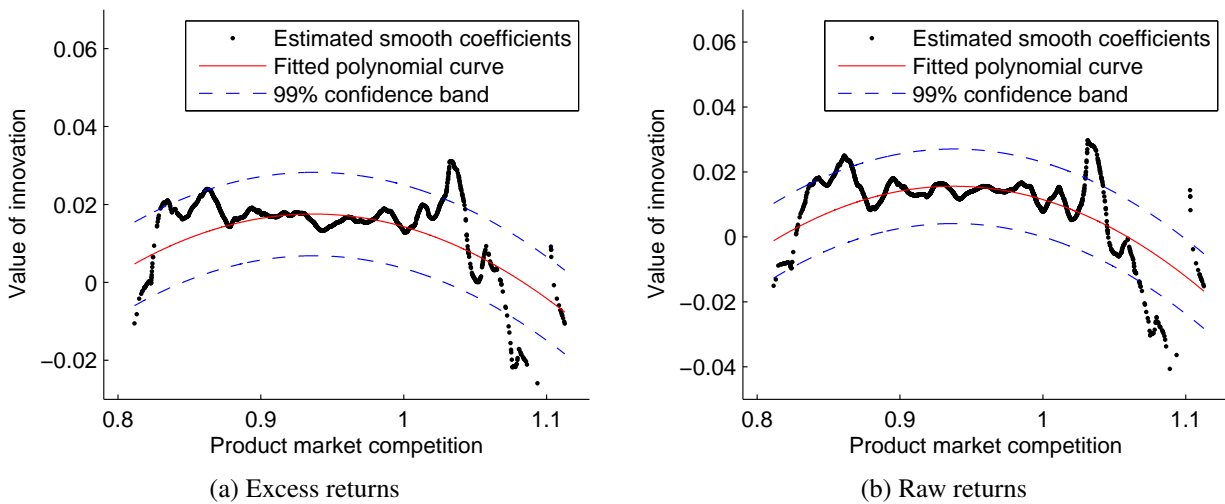 0.06
0.04
0.02
0
−0.02
Value of innovation
Estimated smooth coefficients
Fitted polynomial curve
99% confidence band
0.8
0.9
1
1.1
Product market competition
(a) Excess returns
0.06
0.04
0.02
0
−0.02
−0.04
Value of innovation
Estimated smooth coefficients
Fitted polynomial curve
99% confidence band
0.8
0.9
1
1.1
Product market competition
(b) Raw returns